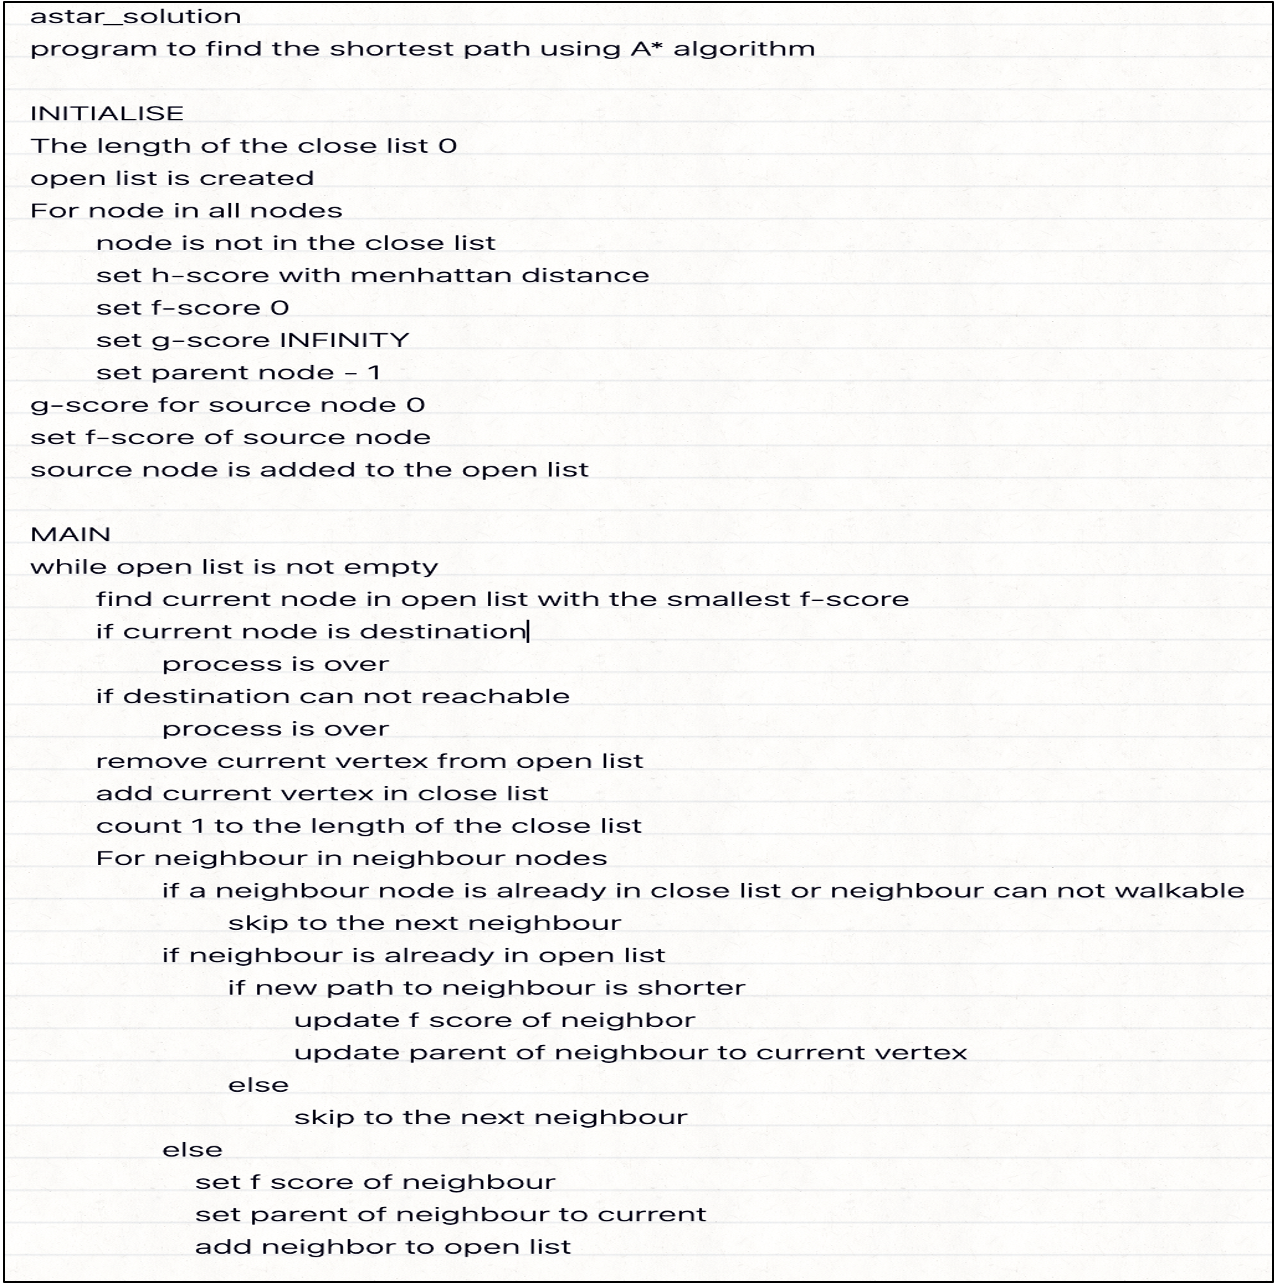 astar_solution
program to find the shortest path using A* algorithm
INITIALISE
The length of the close list 0
open list is created
For node in all nodes
node is not in the close list
set h-score with menhattan distance
set f-score 0
set g-score INFINITY
set parent node - 1
g-score for source node 0
set f-score of source node
source node is added to the open list
MAIN
while open list is not empty
find current node in open list with the smallest f-score
if current node is destination
process is over
if destination can not reachable
process is over
remove current vertex from open list
add current vertex in close list
count 1 to the length of the close list
For neighbour in neighbour nodes
if a neighbour node is already in close list or neighbour can not walkable
skip to the next neighbour
if neighbour is already in open list
if new path to neighbour is shorter
update f score of neighbor
update parent of neighbour to current vertex
else
skip to the next neighbour
else
set f score of neighbour
set parent of neighbour to current
add neighbor to open list